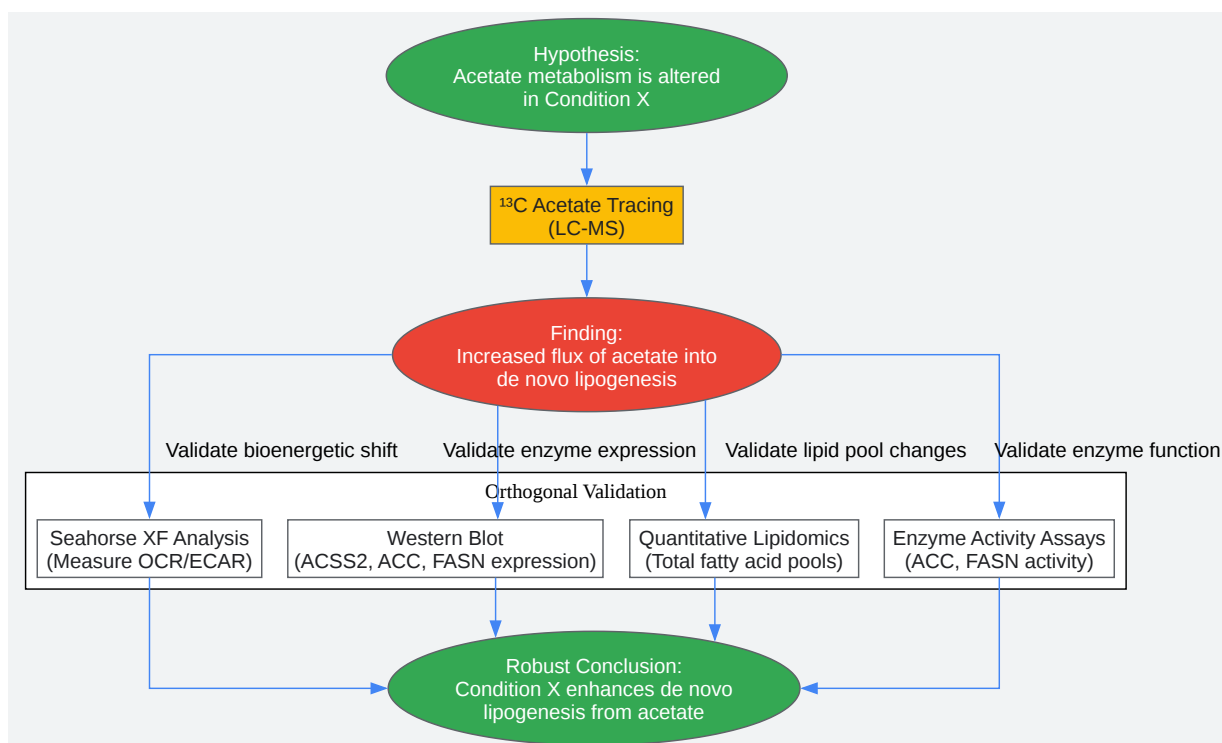 Hypothesis:
Acetate metabolism is altered
in Condition X
¹³C Acetate Tracing
(LC-MS)
Finding:
Increased flux of acetate into
de novo lipogenesis
Validate bioenergetic shift
Validate enzyme expression
Validate lipid pool changes
Validate enzyme function
Orthogonal Validation
Seahorse XF Analysis
(Measure OCR/ECAR)
Western Blot
(ACSS2, ACC, FASN expression)
Quantitative Lipidomics
(Total fatty acid pools)
Enzyme Activity Assays
(ACC, FASN activity)
Robust Conclusion:
Condition X enhances de novo
lipogenesis from acetate